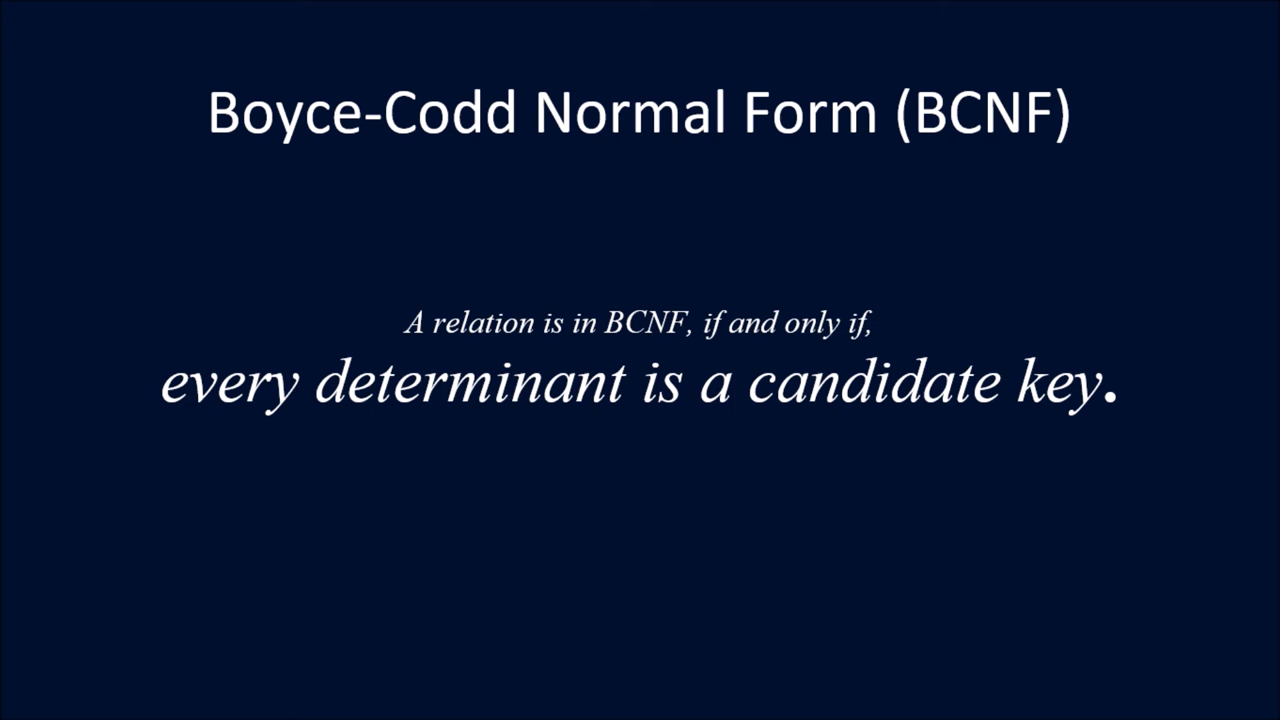 Boyce-Codd Normal Form (BCNF)
A relation is in BCNF, if and only if,
every determinant is a candidate key.